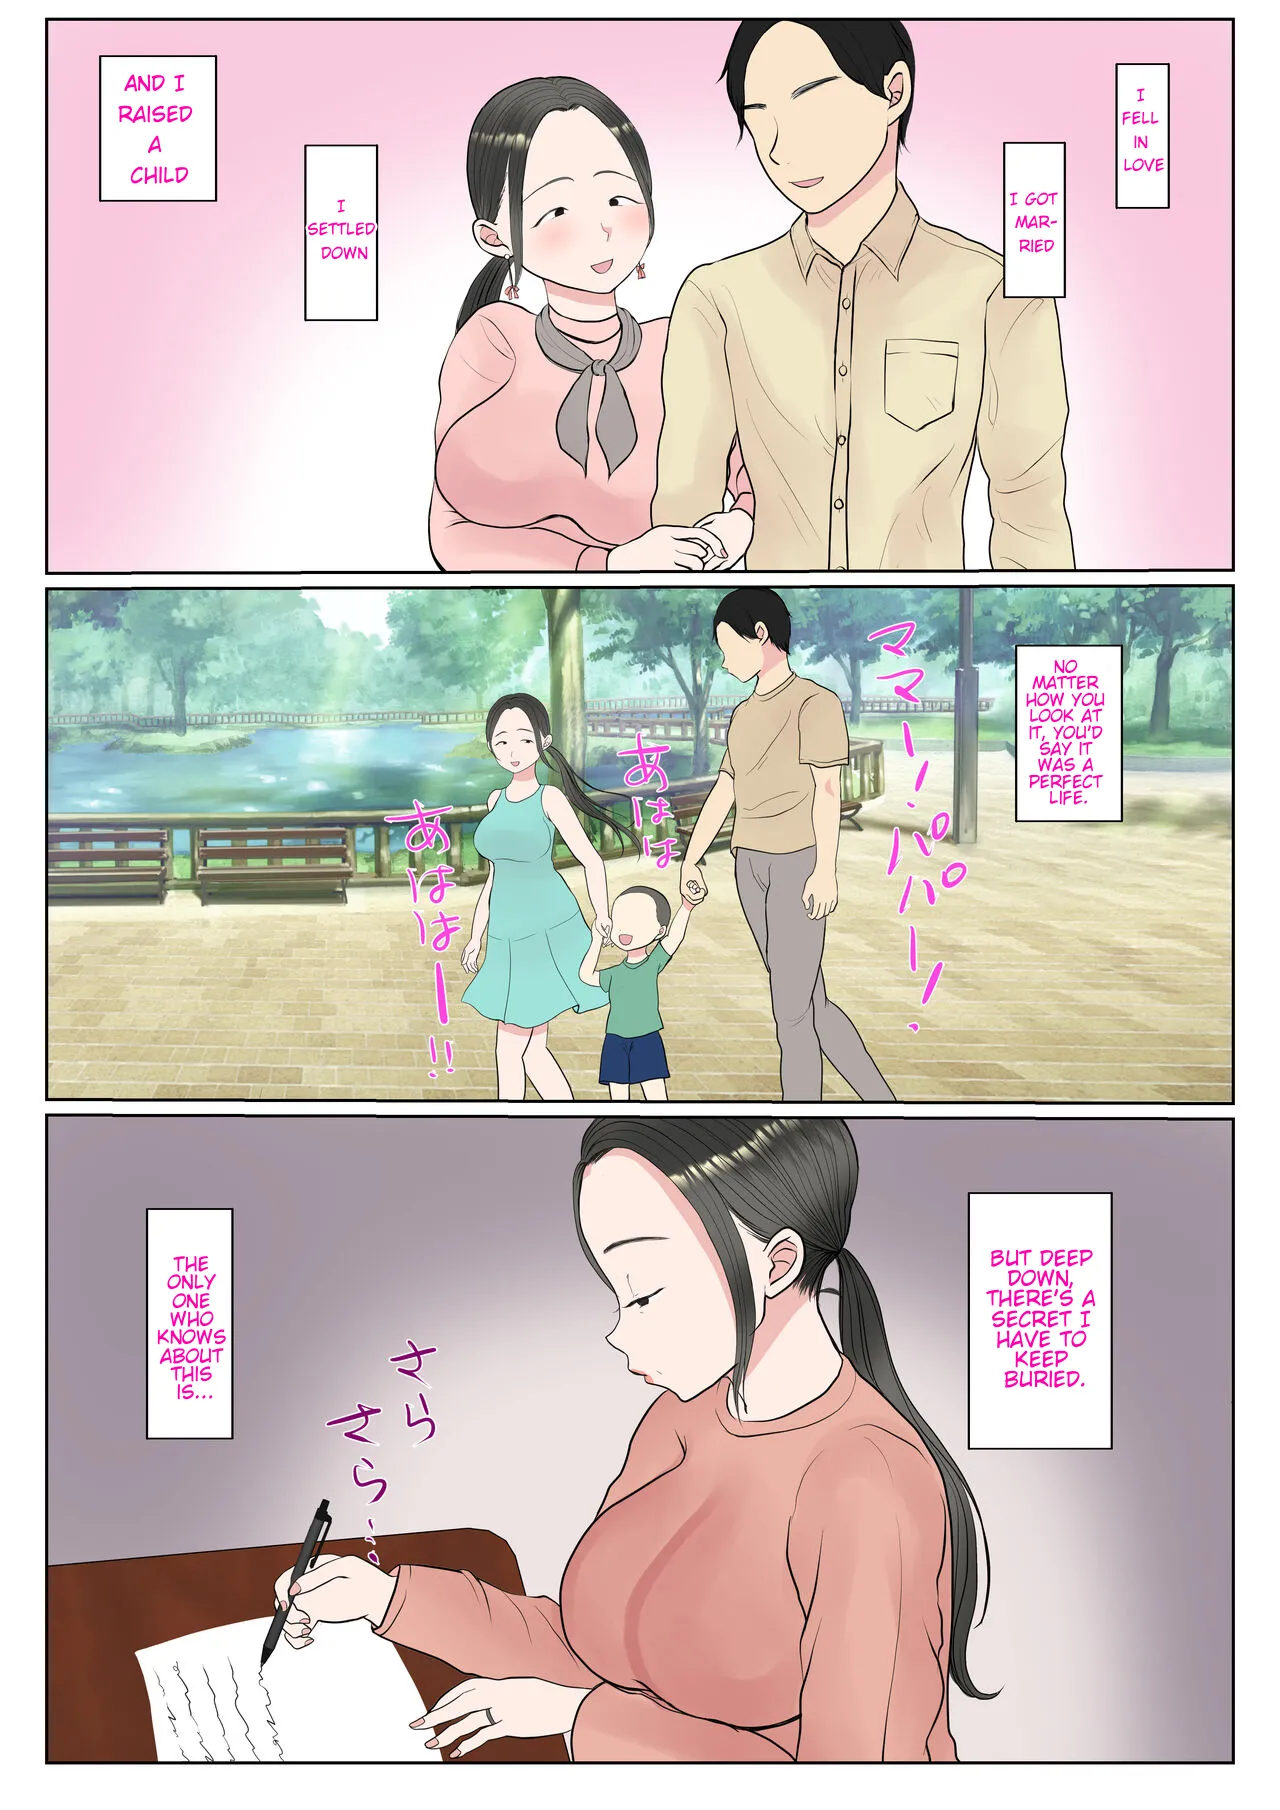 I
FELL
IN
LOVE
I GOT
MAR-
RIED
I
SETTLED
DOWN
AND I
RAISED
A
CHILD
NO
MATTER
HOW YOU
LOOK AT
IT, YOU'D
SAY IT
WAS A
PERFECT
LIFE.
ママー!
パパー!
あはは
あははー!!
BUT DEEP
DOWN,
THERE'S A
SECRET I
HAVE TO
KEEP
BURIED.
さら
さら…
THE
ONLY
ONE
WHO
KNOWS
ABOUT
THIS
IS...